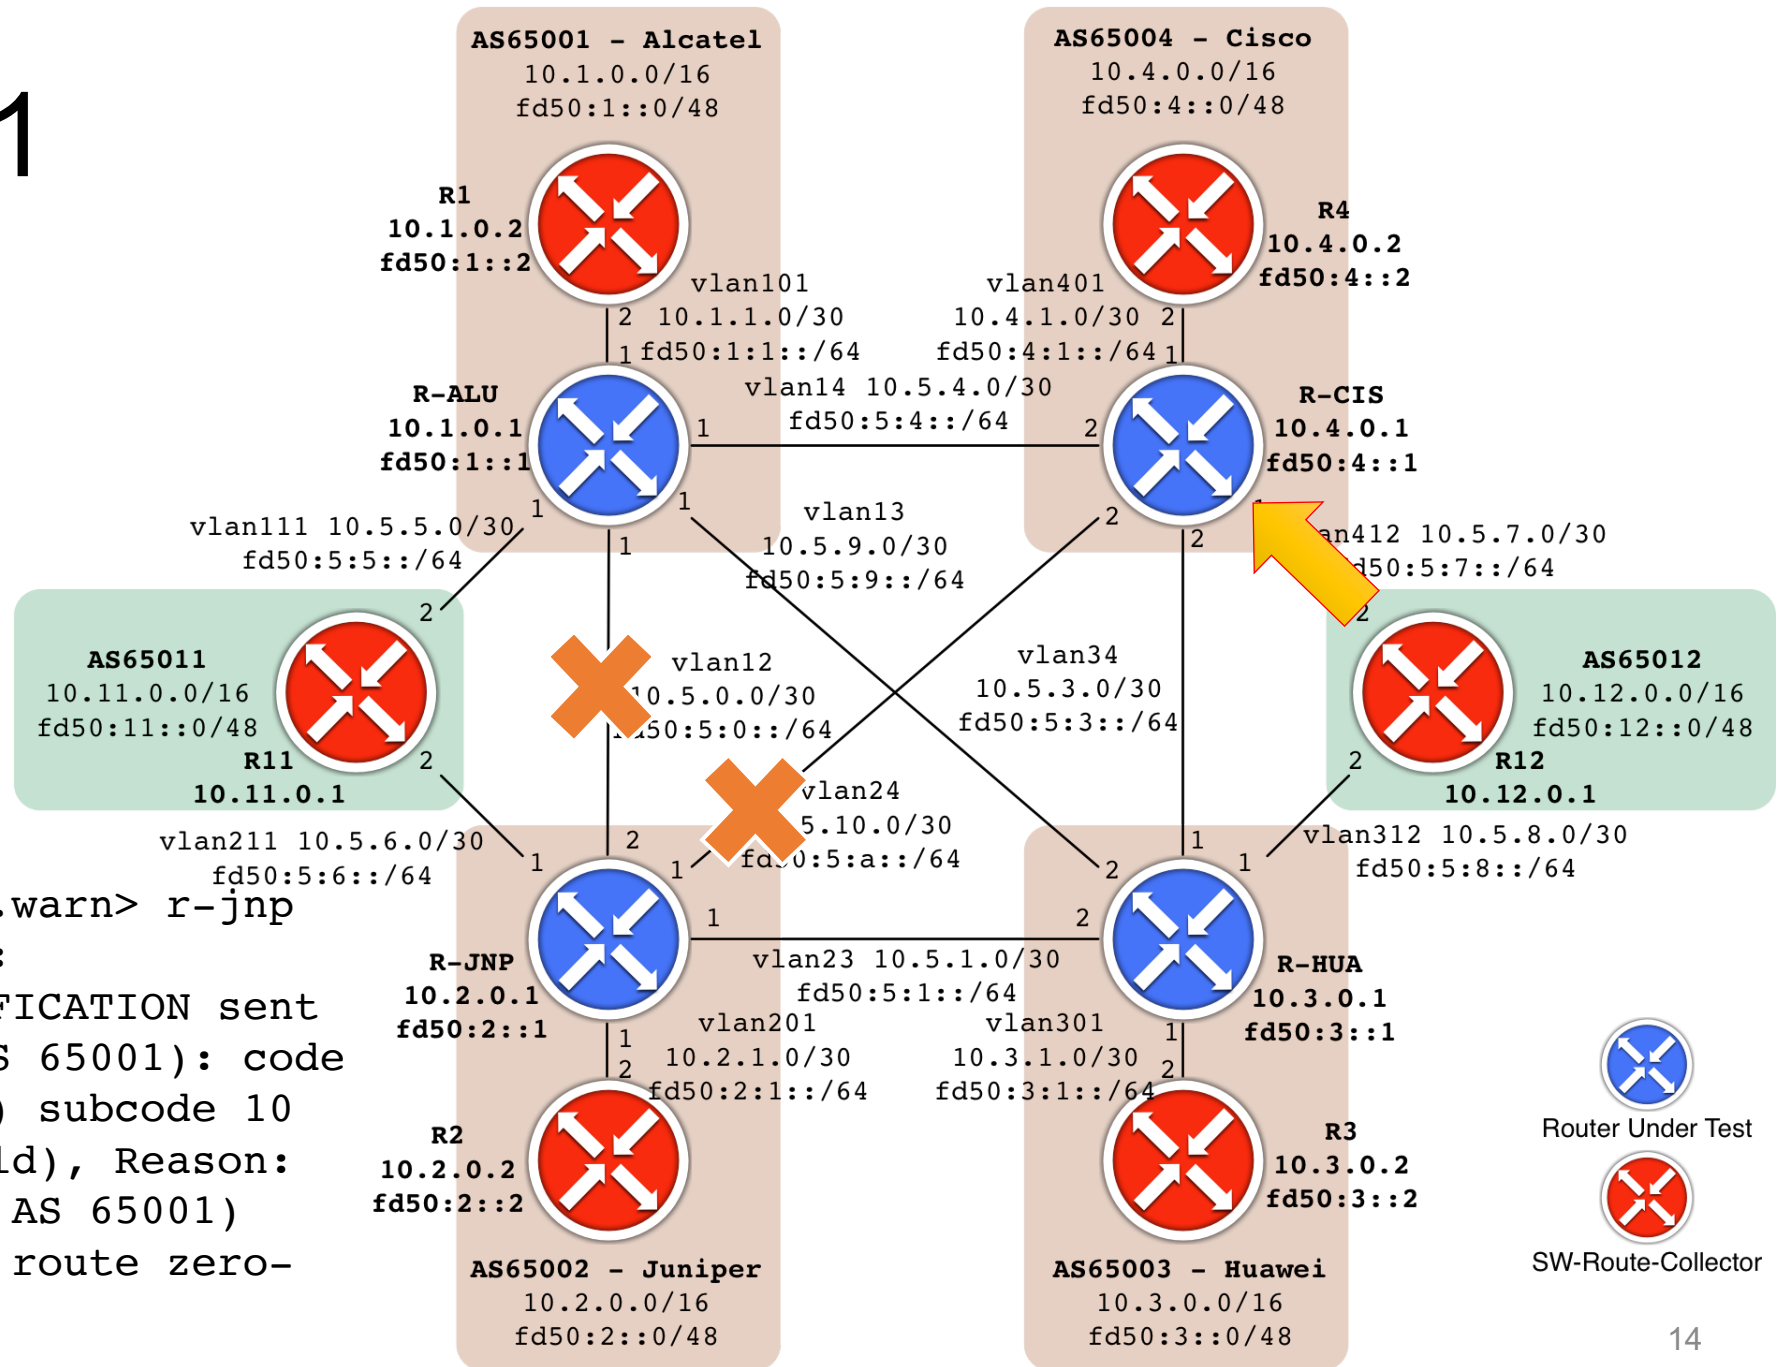 1
AS65001 - Alcatel
10.1.0.0/16
fd50:1::0/48
AS65004 - Cisco
10.4.0.0/16
fd50:4::0/48
R1
10.1.0.2
fd50:1::2
R4
10.4.0.2
fd50:4::2
vlan101
2 10.1.1.0/30
1 fd50:1:1::/64
vlan401
10.4.1.0/30 2
fd50:4:1::/64 1
R-ALU
10.1.0.1
fd50:1::1
vlan14 10.5.4.0/30
fd50:5:4::/64
1
2
R-CIS
10.4.0.1
fd50:4::1
1
1
1
2
2
vlan111 10.5.5.0/30
fd50:5:5::/64
2
vlan13
10.5.9.0/30
fd50:5:9::/64
an412 10.5.7.0/30
d50:5:7::/64
2
AS65011
10.11.0.0/16
fd50:11::0/48
R11
10.11.0.1
2
vlan12
10.5.0.0/30
50:5:0::/64
vlan34
10.5.3.0/30
fd50:5:3::/64
AS65012
10.12.0.0/16
fd50:12::0/48
R12
10.12.0.1
2
vlan24
5.10.0/30
fd50:5:a::/64
vlan211 10.5.6.0/30
fd50:5:6::/64
1
2
1
vlan312 10.5.8.0/30
fd50:5:8::/64
2
1
1
.warn> r-jnp
:
FICATION sent
S 65001): code
) subcode 10
ld), Reason:
AS 65001)
route zero-
R-JNP
10.2.0.1
fd50:2::1
1
2
vlan23 10.5.1.0/30
fd50:5:1::/64
R-HUA
10.3.0.1
fd50:3::1
1
2
vlan201
10.2.1.0/30
fd50:2:1::/64
vlan301
10.3.1.0/30
fd50:3:1::/64
1
2
R2
10.2.0.2
fd50:2::2
R3
10.3.0.2
fd50:3::2
AS65002 - Juniper
10.2.0.0/16
fd50:2::0/48
AS65003 - Huawei
10.3.0.0/16
fd50:3::0/48
Router Under Test
SW-Route-Collector
14